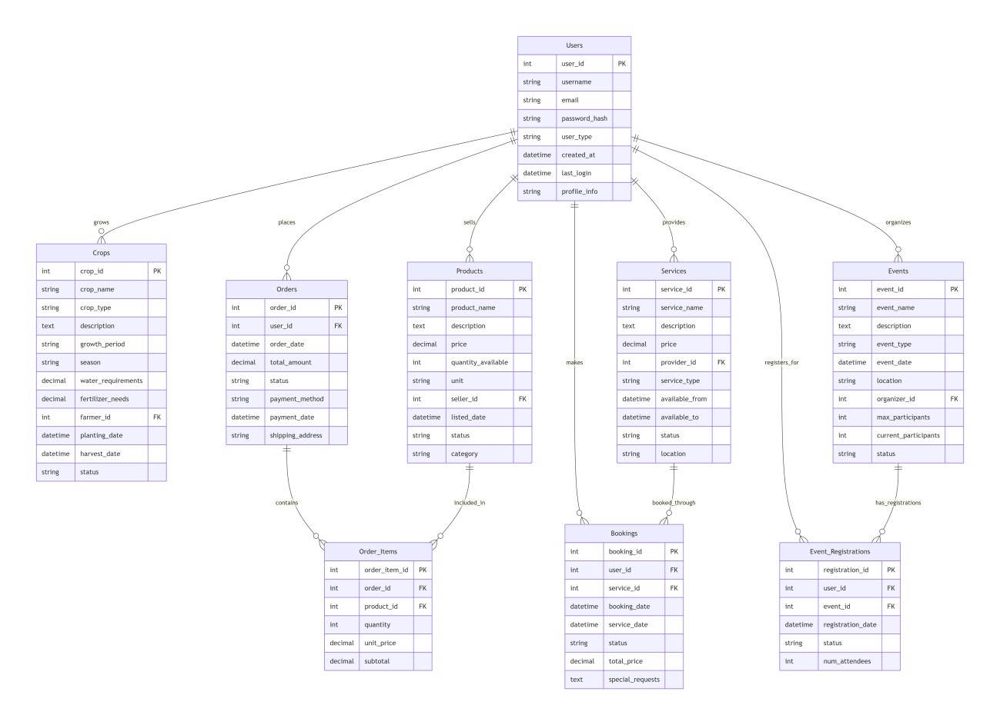 Users
int user_id PK
string username
string email
string password_hash
string user_type
datetime created_at
datetime last_login
string profile_info
grows
places
sells
provides
organizes
makes
registers_for
Crops
int crop_id PK
string crop_name
string crop_type
text description
string growth_period
string season
decimal water_requirements
decimal fertilizer_needs
int farmer_id FK
datetime planting_date
datetime harvest_date
string status
Orders
int order_id PK
int user_id FK
datetime order_date
decimal total_amount
string status
string payment_method
datetime payment_date
string shipping_address
Products
int product_id PK
string product_name
text description
decimal price
int quantity_available
string unit
int seller_id FK
datetime listed_date
string status
string category
Services
int service_id PK
string service_name
text description
decimal price
int provider_id FK
string service_type
datetime available_from
datetime available_to
string status
string location
Events
int event_id PK
string event_name
text description
string event_type
datetime event_date
string location
int organizer_id FK
int max_participants
int current_participants
string status
contains
included_in
booked_through
has_registrations
Order_Items
int order_item_id PK
int order_id FK
int product_id FK
int quantity
decimal unit_price
decimal subtotal
Bookings
int booking_id PK
int user_id FK
int service_id FK
datetime booking_date
datetime service_date
string status
decimal total_price
text special_requests
Event_Registrations
int registration_id PK
int user_id FK
int event_id FK
datetime registration_date
string status
int num_attendees